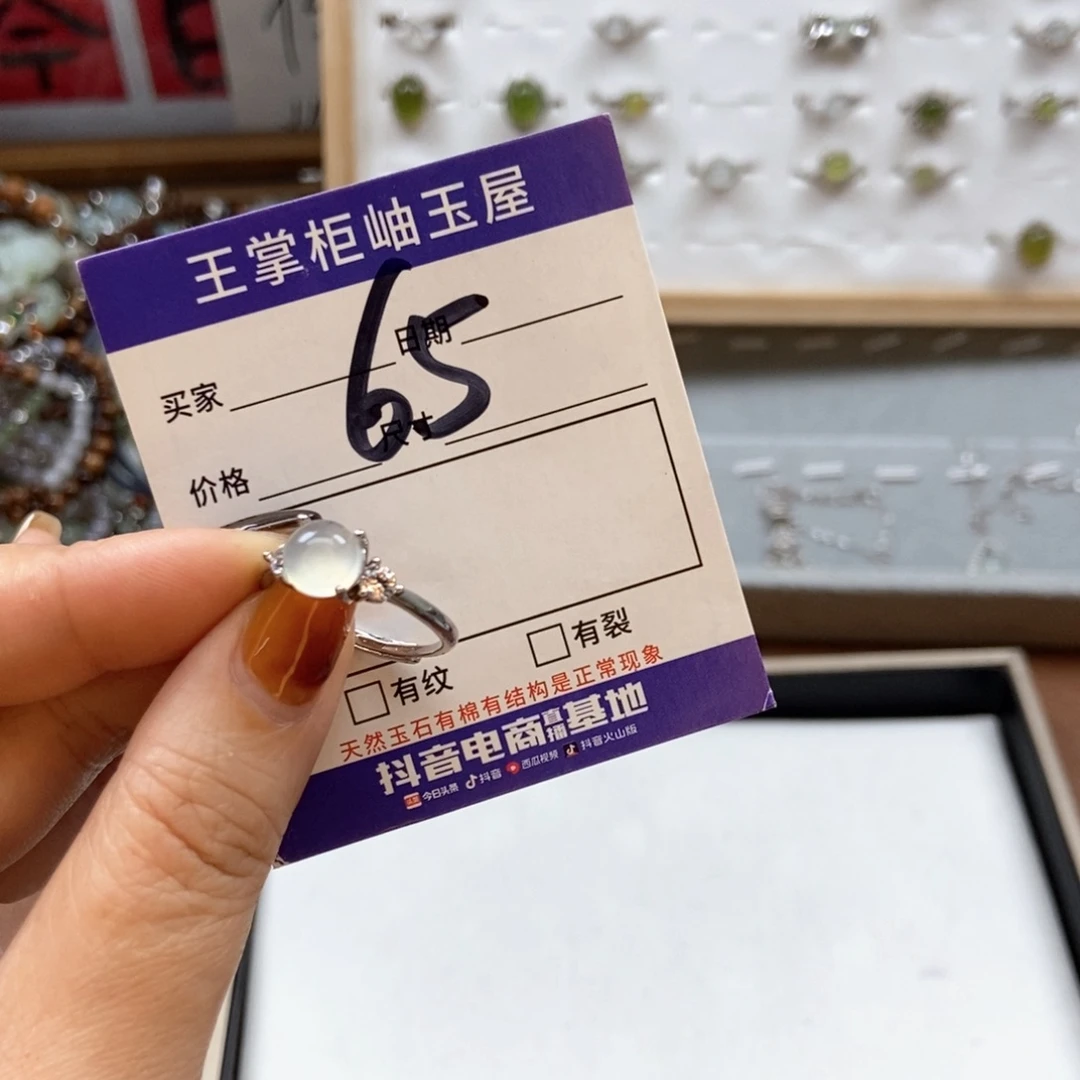 王掌柜岫玉屋
65
买家 日期
价格 尺寸
有纹 有裂
天然玉石有棉有结构是正常现象
抖音电商直播基地
今日头条 抖音 西瓜视频 抖音火山版